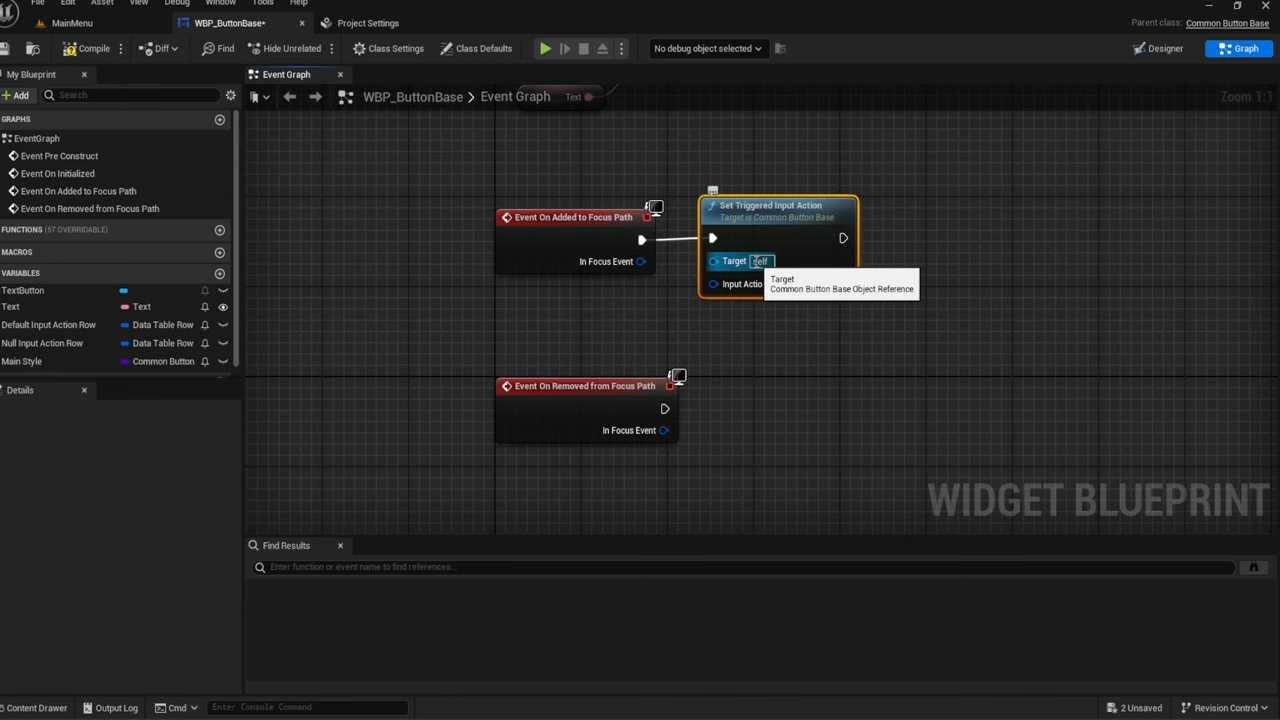 File Edit Asset View Debug Window Tools Help
MainMenu WBP_ButtonBase* Project Settings Parent class: Common Button Base
Compile Diff Find Hide Unrelated Class Settings Class Defaults No debug object selected Designer Graph
My Blueprint Event Graph
Add Search WBP_ButtonBase > Event Graph Text Zoom 1:1
GRAPHS
EventGraph
Event Pre Construct
Event On Initialized
Event On Added to Focus Path
Event On Removed from Focus Path
FUNCTIONS (57 OVERRIDABLE)
MACROS
VARIABLES
TextButton
Text Text
Default Input Action Row Data Table Row
Null Input Action Row Data Table Row
Main Style Common Button
Details
Event On Added to Focus Path
In Focus Event
Set Triggered Input Action
Target is Common Button Base
Target self
Input Actio
Target
Common Button Base Object Reference
Event On Removed from Focus Path
In Focus Event
WIDGET BLUEPRINT
Find Results
Enter function or event name to find references...
Content Drawer Output Log Cmd Enter Console Command 2 Unsaved Revision Control